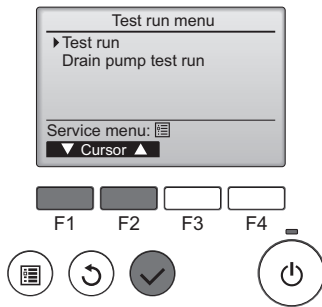 Test run menu
Test run
Drain pump test run
Service menu:
Cursor
F1 F2 F3 F4